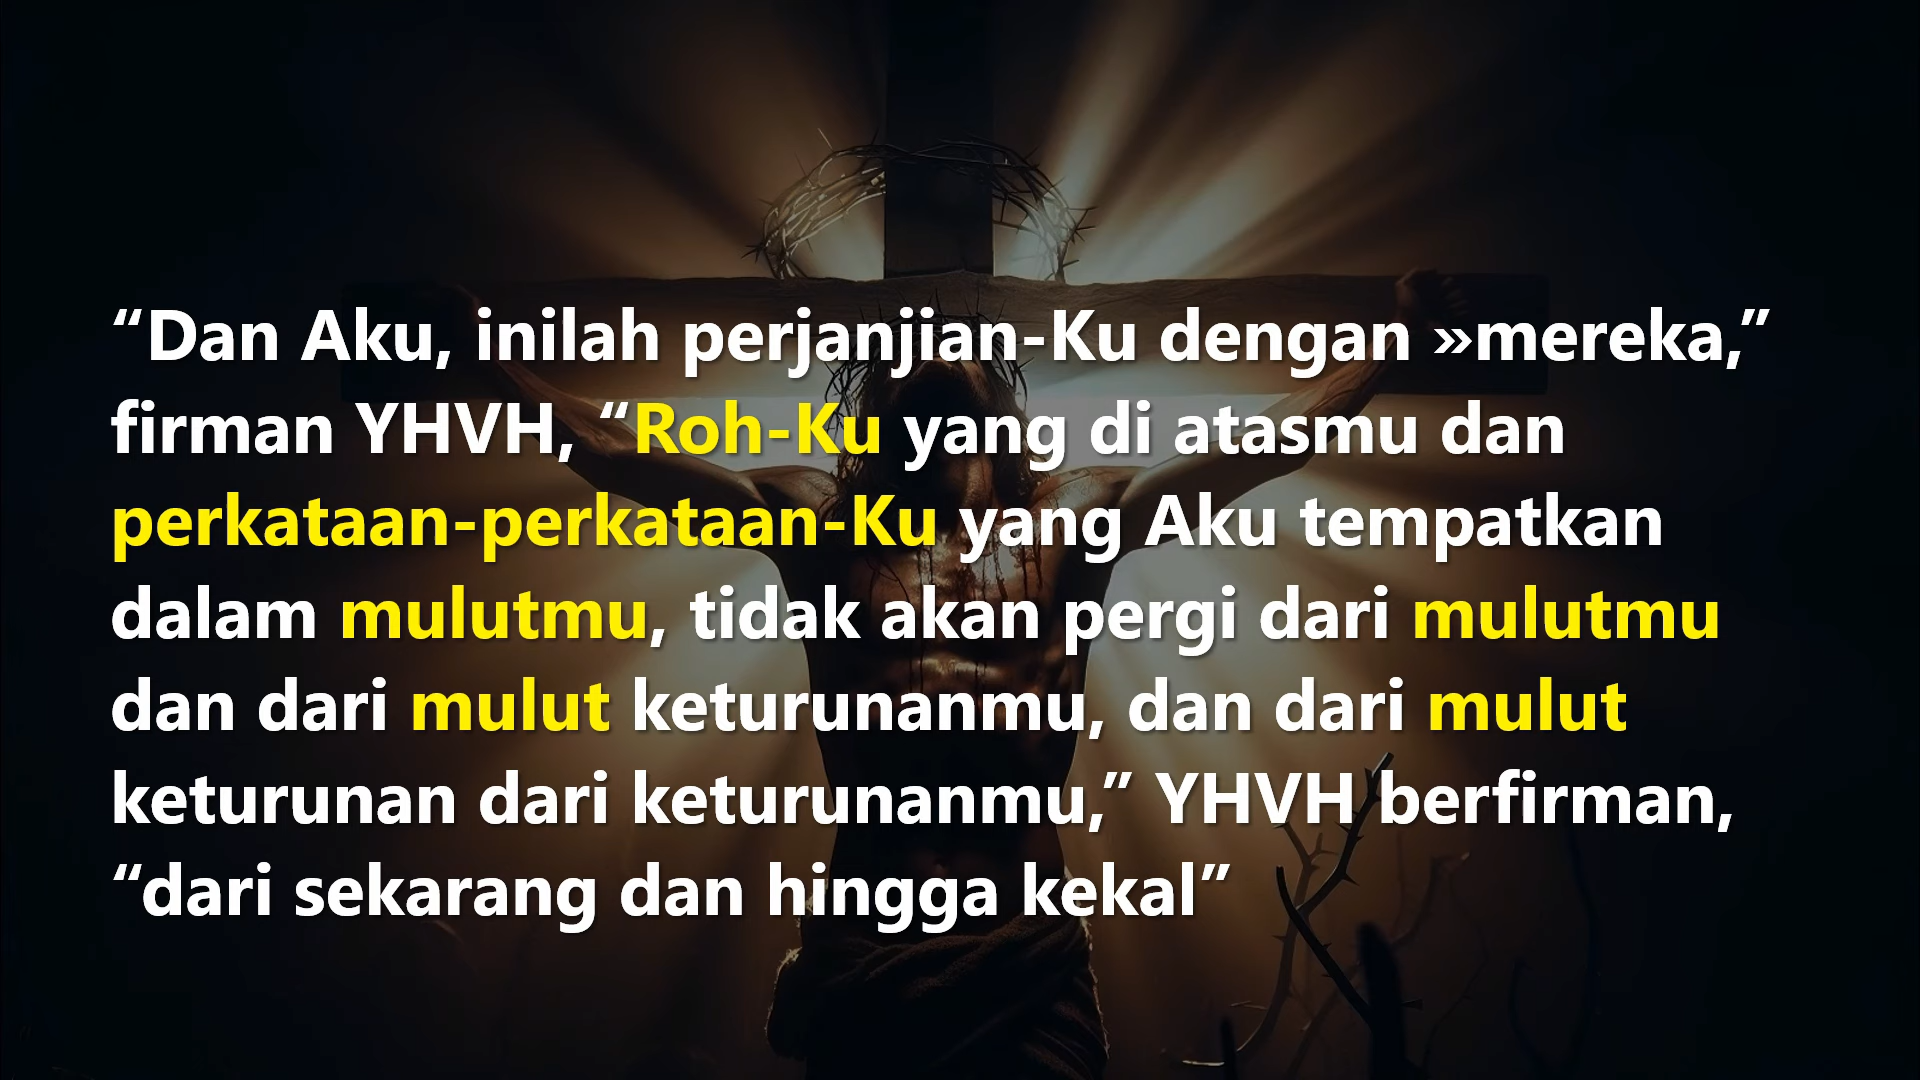 “Dan Aku, inilah perjanjian-Ku dengan »mereka,”
firman YHVH, “Roh-Ku yang di atasmu dan
perkataan-perkataan-Ku yang Aku tempatkan
dalam mulutmu, tidak akan pergi dari mulutmu
dan dari mulut keturunanmu, dan dari mulut
keturunan dari keturunanmu,” YHVH berfirman,
“dari sekarang dan hingga kekal”